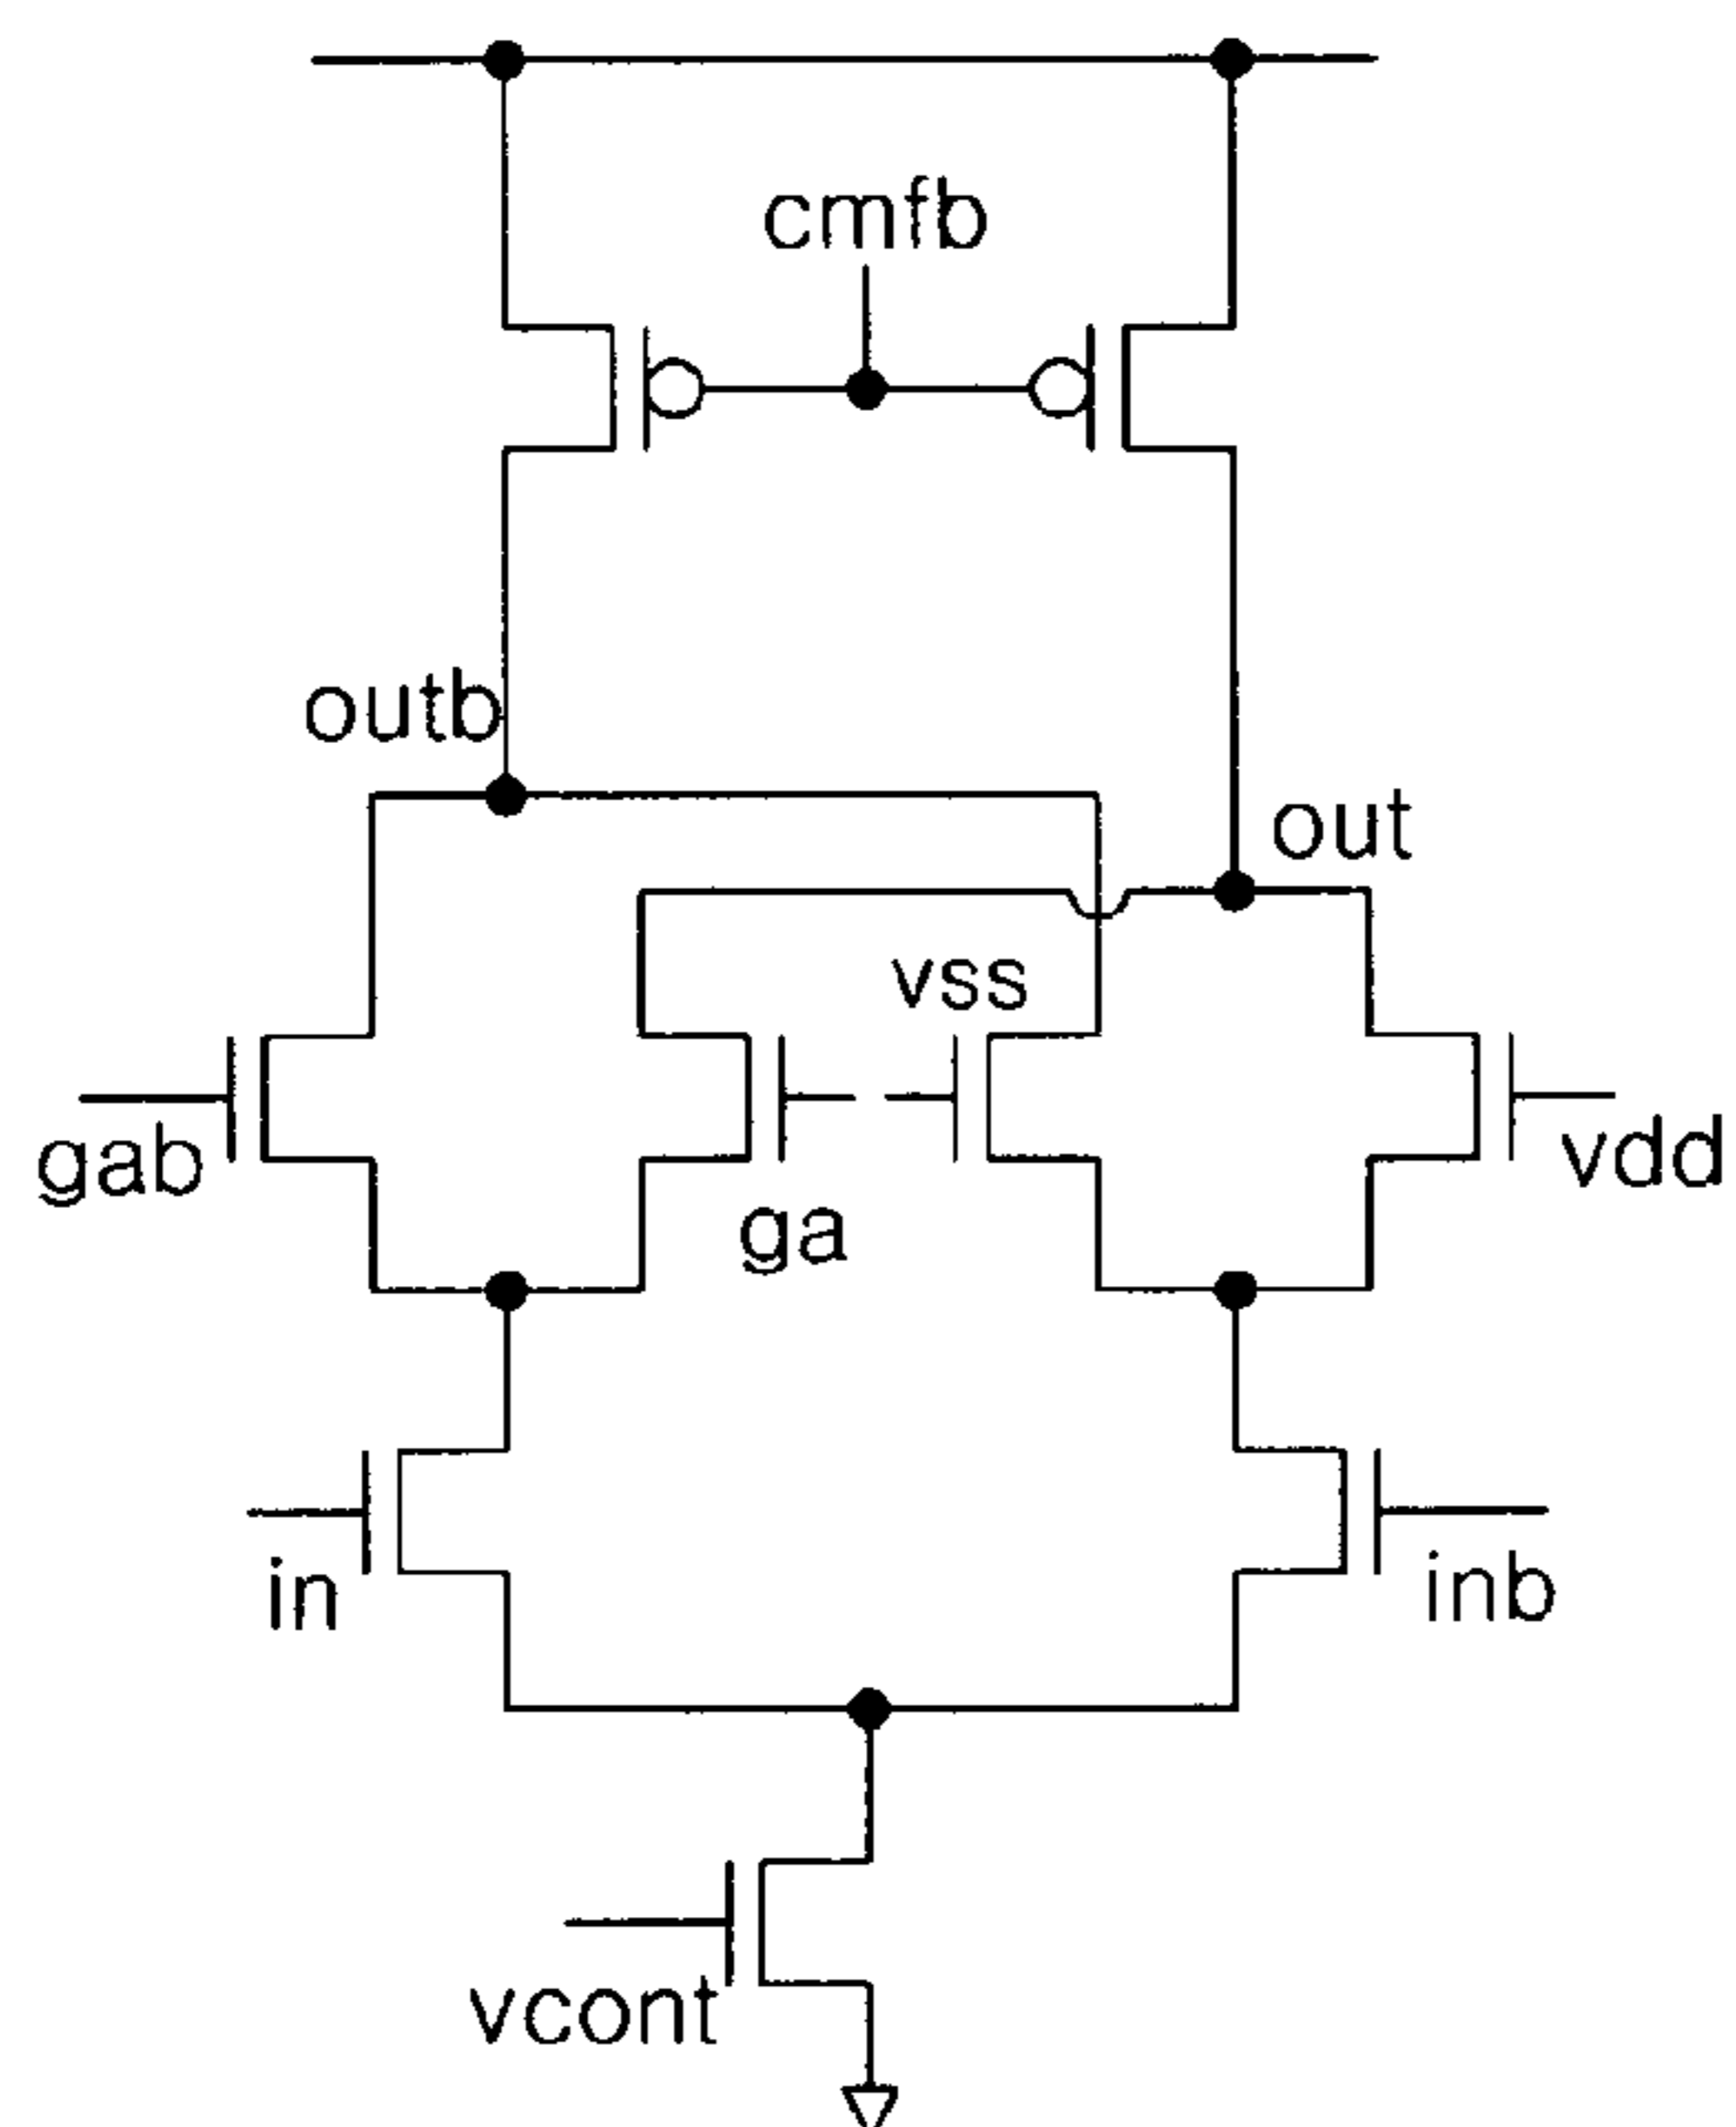 cmfb
outb
out
vss
gab
vdd
ga
in
inb
vcont